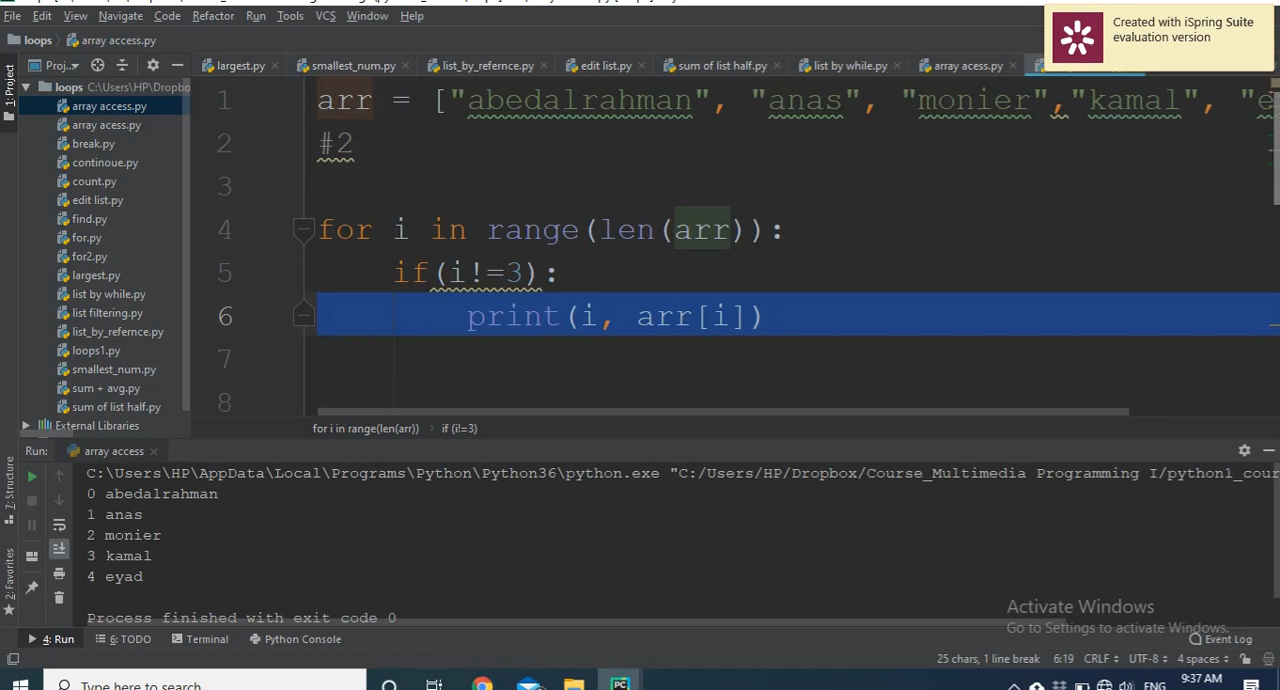 File Edit View Navigate Code Refactor Run Tools VCS Window Help
Created with iSpring Suite
evaluation version
loops array access.py
Proj..
largest.py smallest_num.py list_by_refernce.py edit list.py sum of list half.py list by while.py array acess.py
1: Project
loops C:\Users\HP\Dropbo
array access.py
array acess.py
break.py
continoue.py
count.py
edit list.py
find.py
for.py
for2.py
largest.py
list by while.py
list filtering.py
list_by_refernce.py
loops1.py
smallest_num.py
sum + avg.py
sum of list half.py
External Libraries
1 arr = ["abedalrahman", "anas", "monier","kamal", "e
2 #2
3
4 for i in range(len(arr)):
5 if(i!=3):
6 print(i, arr[i])
7
8
for i in range(len(arr)) › if (i!=3)
Run: array access
7: Structure
2: Favorites
C:\Users\HP\AppData\Local\Programs\Python\Python36\python.exe "C:/Users/HP/Dropbox/Course_Multimedia Programming I/python1_cour
0 abedalrahman
1 anas
2 monier
3 kamal
4 eyad
Process finished with exit code 0
Activate Windows
Go to Settings to activate Windows.
4: Run 6: TODO Terminal Python Console Event Log
25 chars, 1 line break 6:19 CRLF UTF-8 4 spaces
Type here to search
PC
ENG
9:37 AM